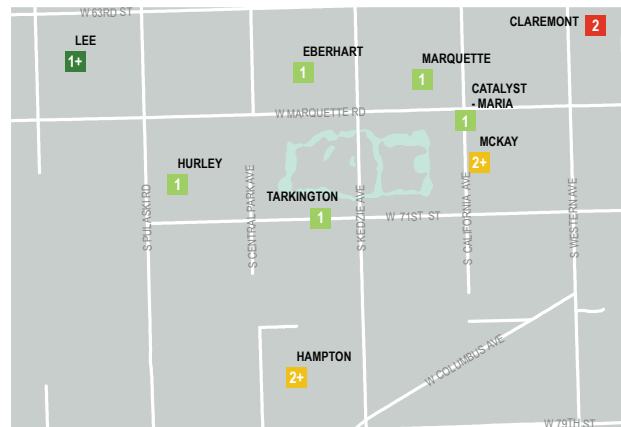 W 63RD ST
CLAREMONT
2
LEE
1+
EBERHART
1
MARQUETTE
1
CATALYST
- MARIA
1
W MARQUETTE RD
MCKAY
2+
HURLEY
1
TARKINGTON
1
W 71ST ST
S PULASKI RD
S CENTRAL PARK AVE
S KEDZIE AVE
S CALIFORNIA AVE
S WESTERN AVE
HAMPTON
2+
W COLUMBUS AVE
W 79TH ST